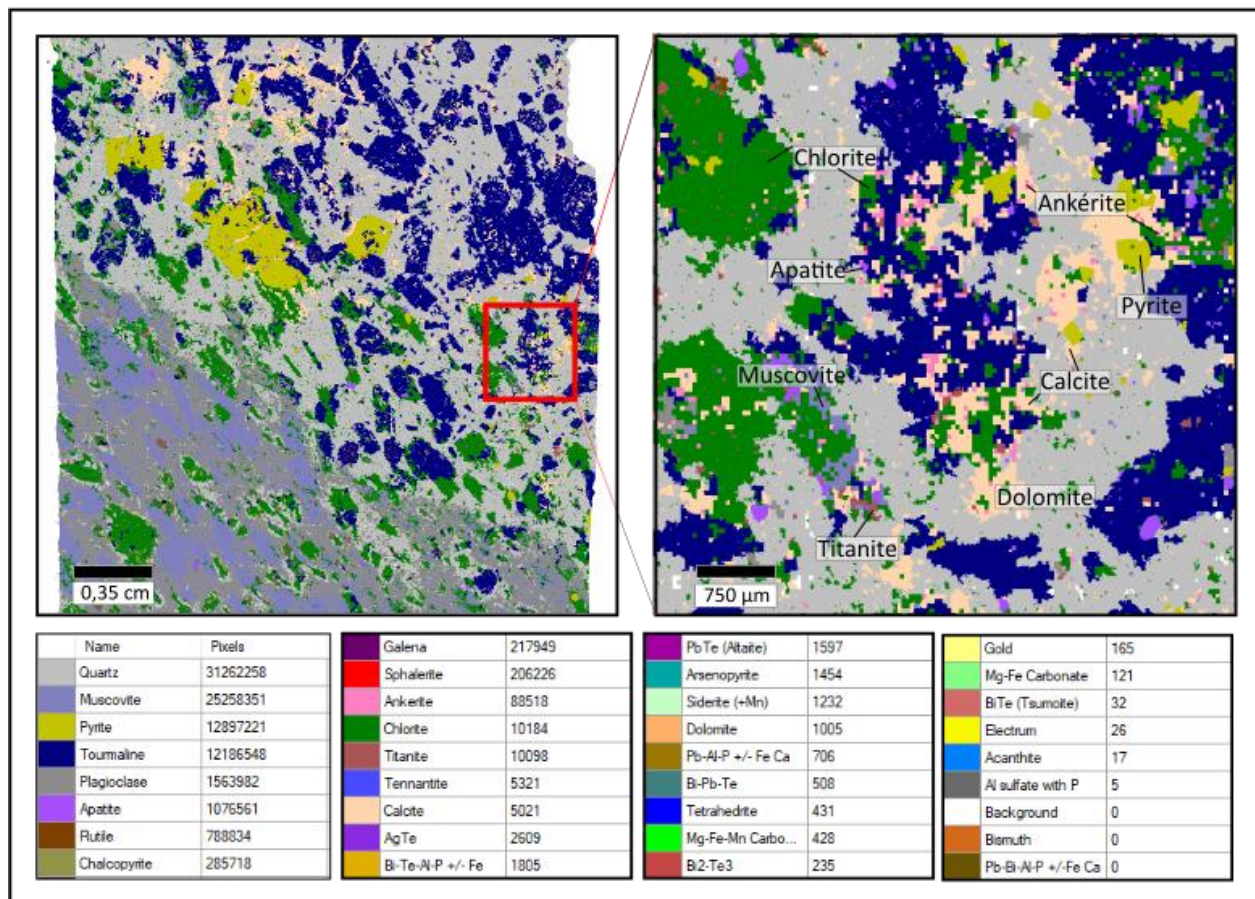 Chlorite
Ankérite
Apatite
Pyrite
Muscovite
Calcite
Dolomite
Titanite
0,35 cm
750 µm
Name Pixels
Quartz 31262258
Muscovite 25258351
Pyrite 12897221
Tourmaline 12186548
Plagioclase 1563982
Apatite 1076561
Rutile 788834
Chalcopyrite 285718
Galena 217949
Sphalerite 206226
Ankerite 88518
Chlorite 10184
Titanite 10098
Tennantite 5321
Calcite 5021
AgTe 2609
Bi-Te-Al-P +/- Fe 1805
PbTe (Altaite) 1597
Arsenopyrite 1454
Siderite (+Mn) 1232
Dolomite 1005
Pb-Al-P +/- Fe Ca 706
Bi-Pb-Te 508
Tetrahedrite 431
Mg-Fe-Mn Carbo... 428
Bi2-Te3 235
Gold 165
Mg-Fe Carbonate 121
BiTe (Tsumoite) 32
Electrum 26
Acanthite 17
Al sulfate with P 5
Background 0
Bismuth 0
Pb-Bi-Al-P +/-Fe Ca 0